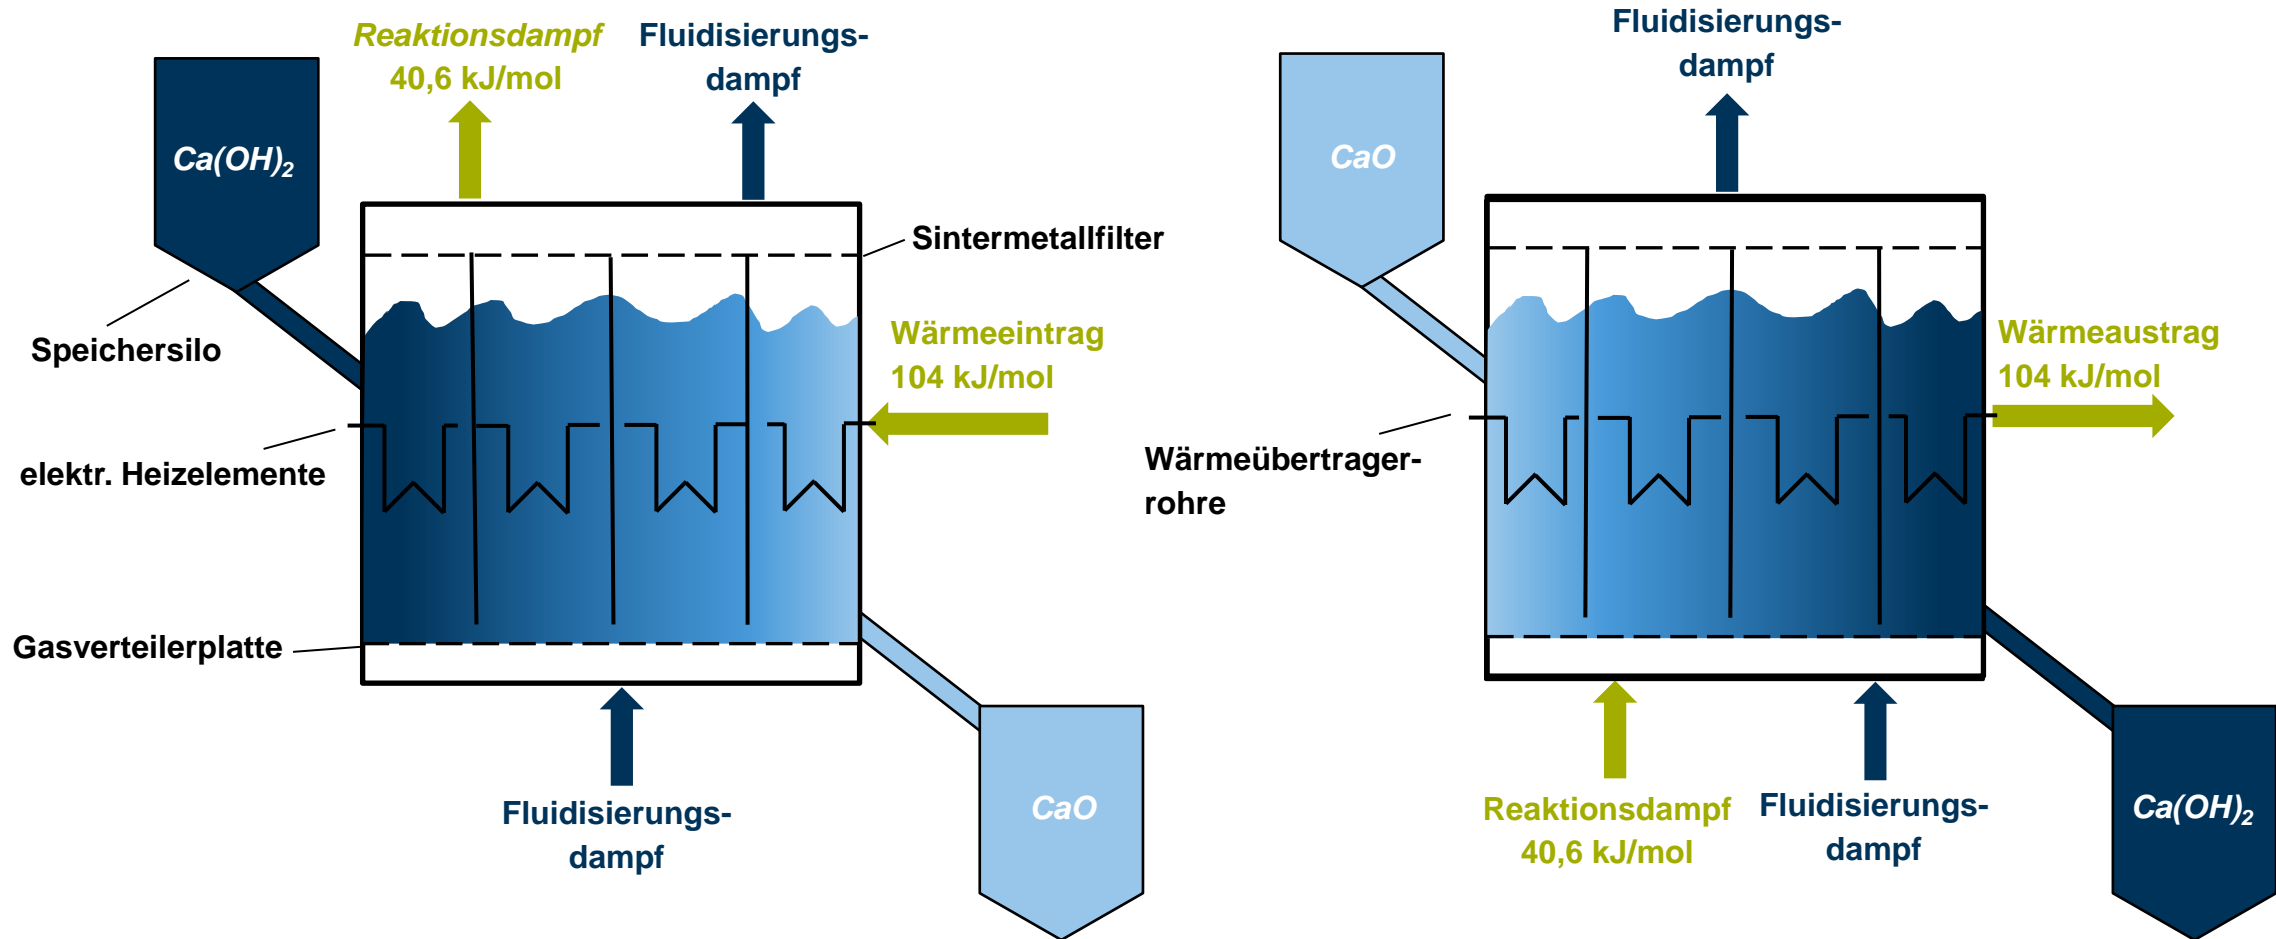 Reaktionsdampf
40,6 kJ/mol
Fluidisierungs-
dampf
Ca(OH)2
Sintermetallfilter
Speichersilo
Wärmeeintrag
104 kJ/mol
elektr. Heizelemente
Gasverteilerplatte
Fluidisierungs-
dampf
CaO
Fluidisierungs-
dampf
CaO
Wärmeaustrag
104 kJ/mol
Wärmeübertrager-
rohre
Reaktionsdampf
40,6 kJ/mol
Fluidisierungs-
dampf
Ca(OH)2